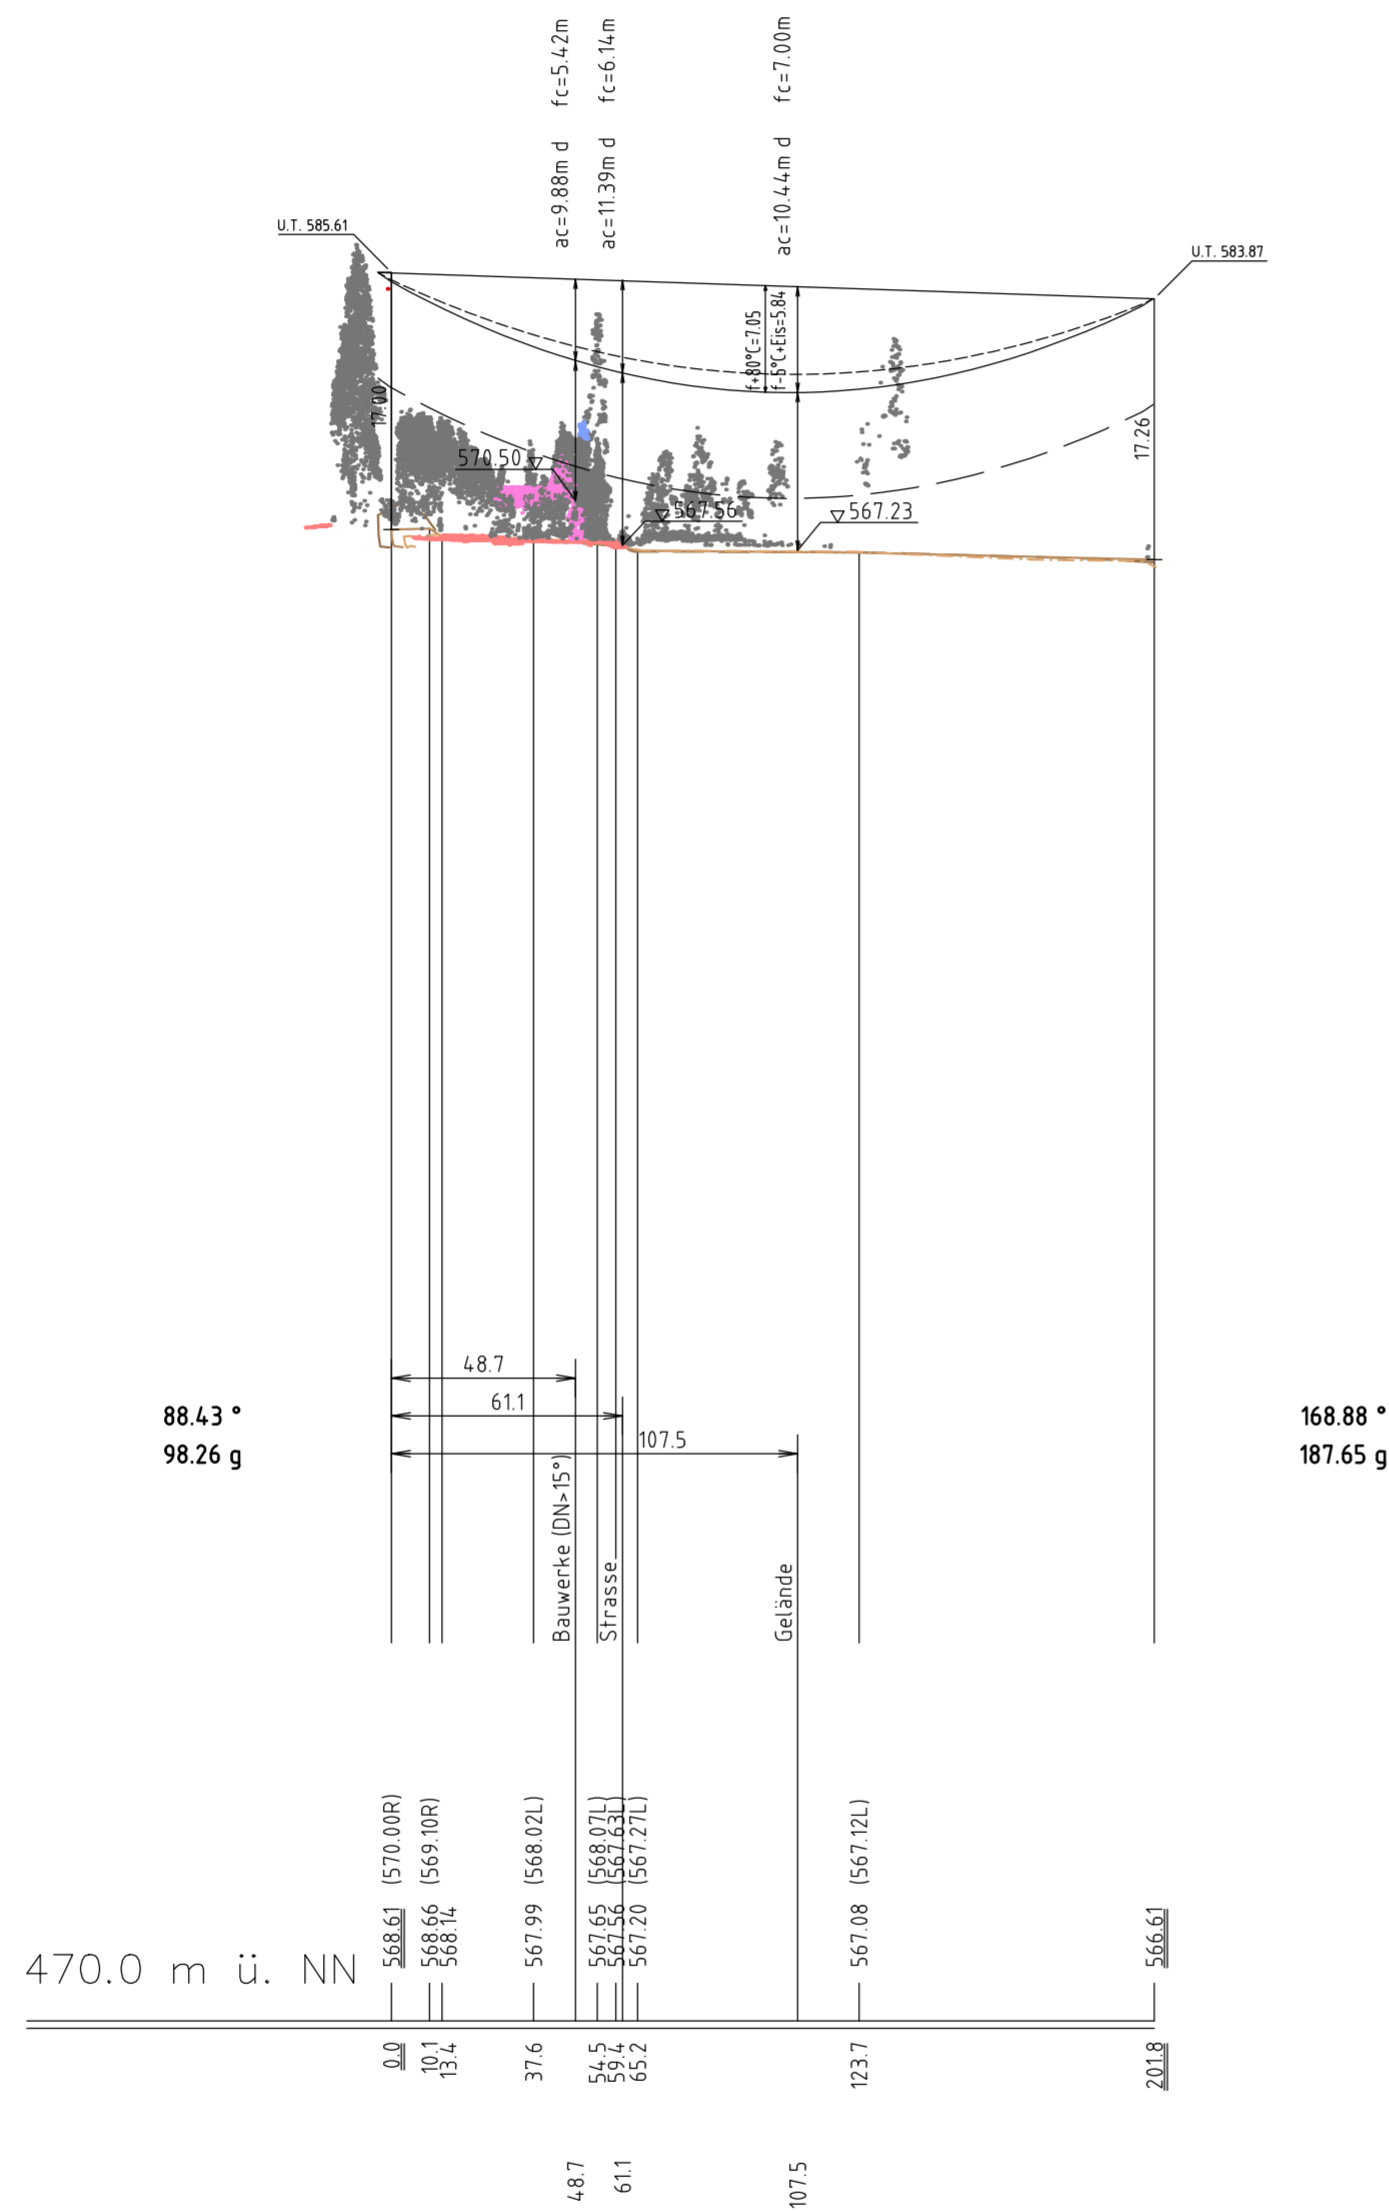 ac=9.88m d fc=5.42m
ac=11.39m d fc=6.14m
ac=10.44m d fc=7.00m
U.T. 585.61
U.T. 583.87
f+80°C=7.05
f-5°C+Eis=5.84
17.00
17.26
570.50
567.56
567.23
48.7
61.1
107.5
88.43 °
98.26 g
168.88 °
187.65 g
Bauwerke (DN>15°)
Strasse
Gelände
568.61 (570.00R)
568.66 (569.10R)
568.14
567.99 (568.02L)
567.65 (568.07L)
567.56 (567.63L)
567.20 (567.27L)
567.08 (567.12L)
566.61
470.0 m ü. NN
0.0
10.1
13.4
37.6
54.5
59.4
65.2
123.7
201.8
48.7
61.1
107.5